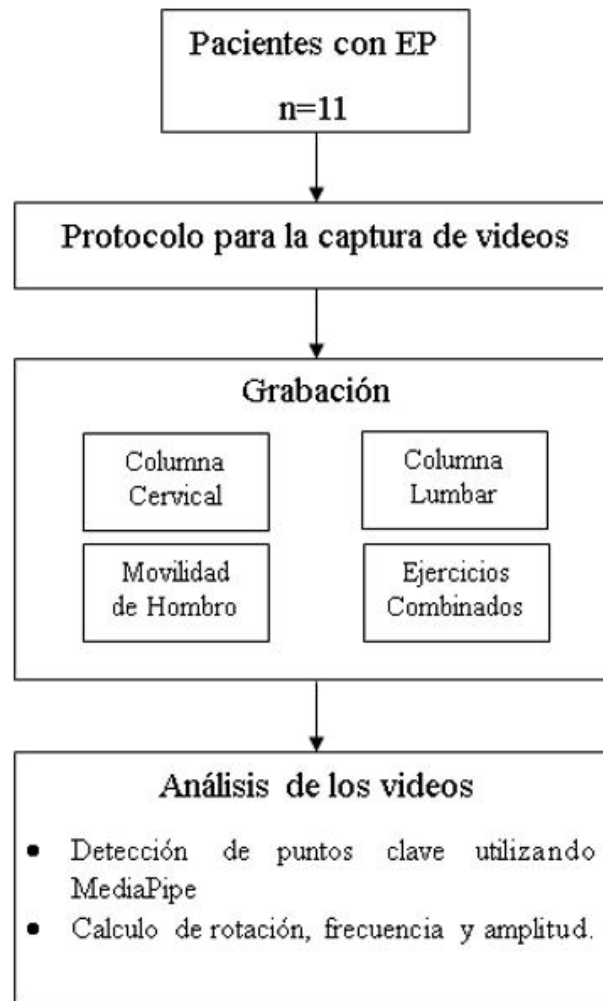 Pacientes con EP
n=11
Protocolo para la captura de videos
Grabación
Columna
Cervical
Columna
Lumbar
Movilidad
de Hombro
Ejercicios
Combinados
Análisis de los videos
● Detección de puntos clave utilizando
MediaPipe
● Calculo de rotación, frecuencia y amplitud.